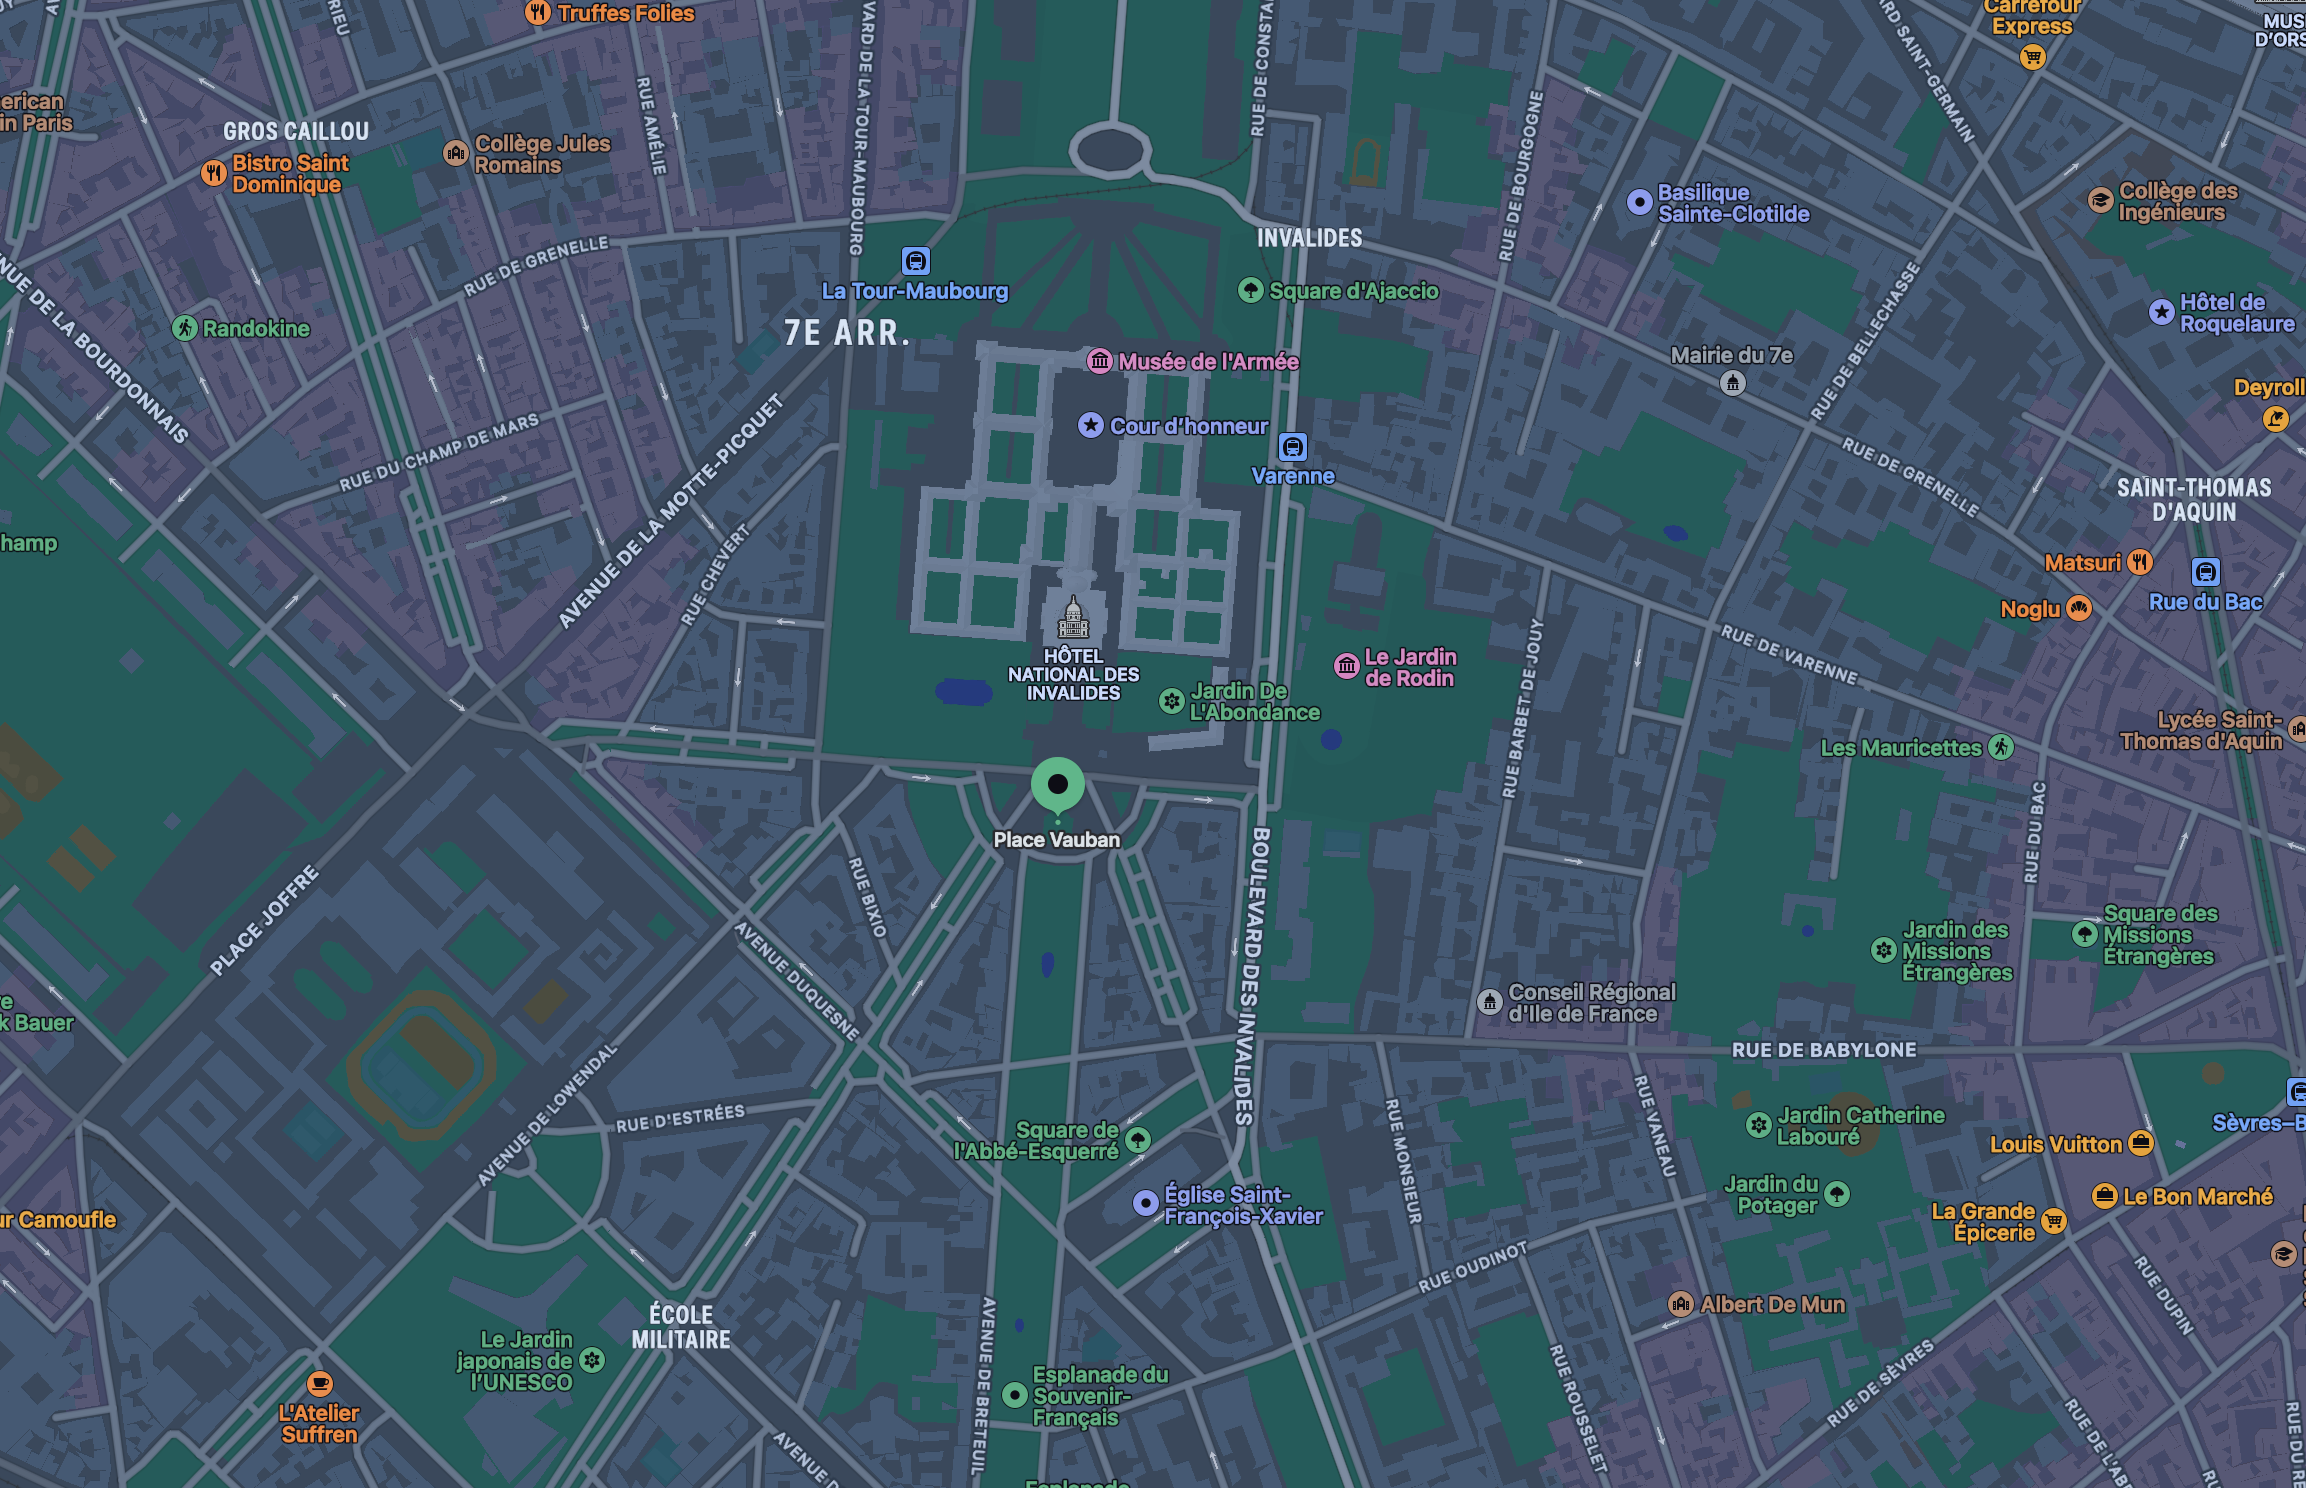 Truffes Folies
Carrefour
Express
GROS CAILLOU
Bistro Saint
Dominique
Collège Jules
Romains
RUE AMÉLIE
RUE DE BOURGOGNE
Basilique
Sainte-Clotilde
Collège des
Ingénieurs
INVALIDES
RUE DE GRENELLE
La Tour-Maubourg
Square d'Ajaccio
Hôtel de
Roquelaure
Randokine
7E ARR.
Musée de l'Armée
Mairie du 7e
RUE DE BELLECHASSE
RUE DU CHAMP DE MARS
Cour d'honneur
Varenne
RUE DE GRENELLE
SAINT-THOMAS
D'AQUIN
AVENUE DE LA MOTTE-PICQUET
RUE CHEVERT
Matsuri
Noglu
Rue du Bac
HÔTEL
NATIONAL DES
INVALIDES
Jardin De
L'Abondance
Le Jardin
de Rodin
RUE BARBET DE JOUY
RUE DE VARENNE
Les Mauricettes
Lycée Saint-
Thomas d'Aquin
Place Vauban
RUE DU BAC
PLACE JOFFRE
RUE BIXIO
BOULEVARD DES INVALIDES
AVENUE DUQUESNE
Jardin des
Missions
Étrangères
Square des
Missions
Étrangères
k Bauer
Conseil Régional
d'Ile de France
RUE DE BABYLONE
AVENUE DE LOWENDAL
RUE D'ESTRÉES
Square de
l'Abbé-Esquerré
RUE MONSIEUR
RUE VANEAU
Jardin Catherine
Labouré
Louis Vuitton
Église Saint-
François-Xavier
Jardin du
Potager
La Grande
Épicerie
Le Bon Marché
RUE OUDINOT
Albert De Mun
RUE DUPIN
ÉCOLE
MILITAIRE
Le Jardin
japonais de
l'UNESCO
L'Atelier
Suffren
AVENUE DE BRETEUIL
Esplanade du
Souvenir-
Français
RUE ROUSSELET
RUE DE SÈVRES